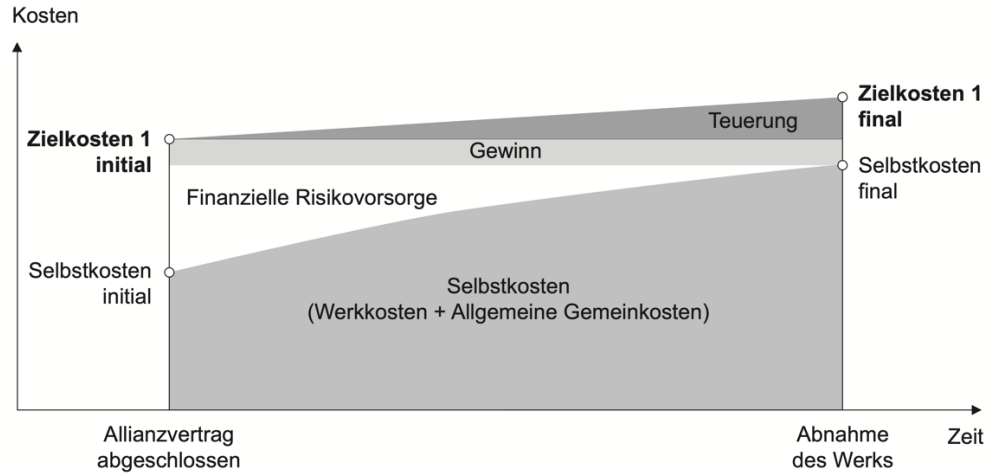 Kosten
Zielkosten 1
final
Teuerung
Zielkosten 1
initial
Gewinn
Selbstkosten
final
Finanzielle Risikovorsorge
Selbstkosten
initial
Selbstkosten
(Werkkosten + Allgemeine Gemeinkosten)
Allianzvertrag
abgeschlossen
Abnahme
des Werks
Zeit